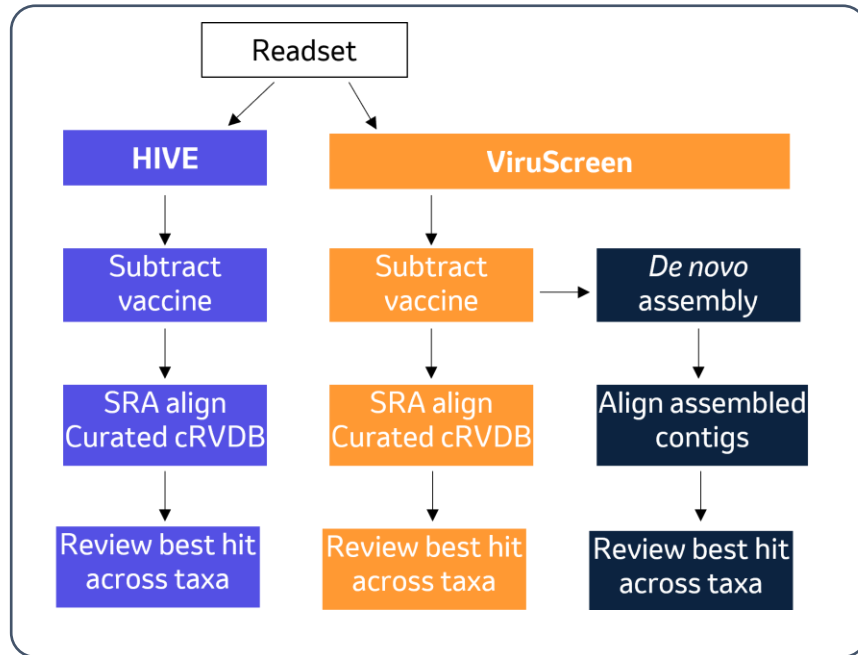 Readset
HIVE
ViruScreen
Subtract
vaccine
Subtract
vaccine
De novo
assembly
SRA align
Curated cRVDB
SRA align
Curated cRVDB
Align assembled
contigs
Review best hit
across taxa
Review best hit
across taxa
Review best hit
across taxa